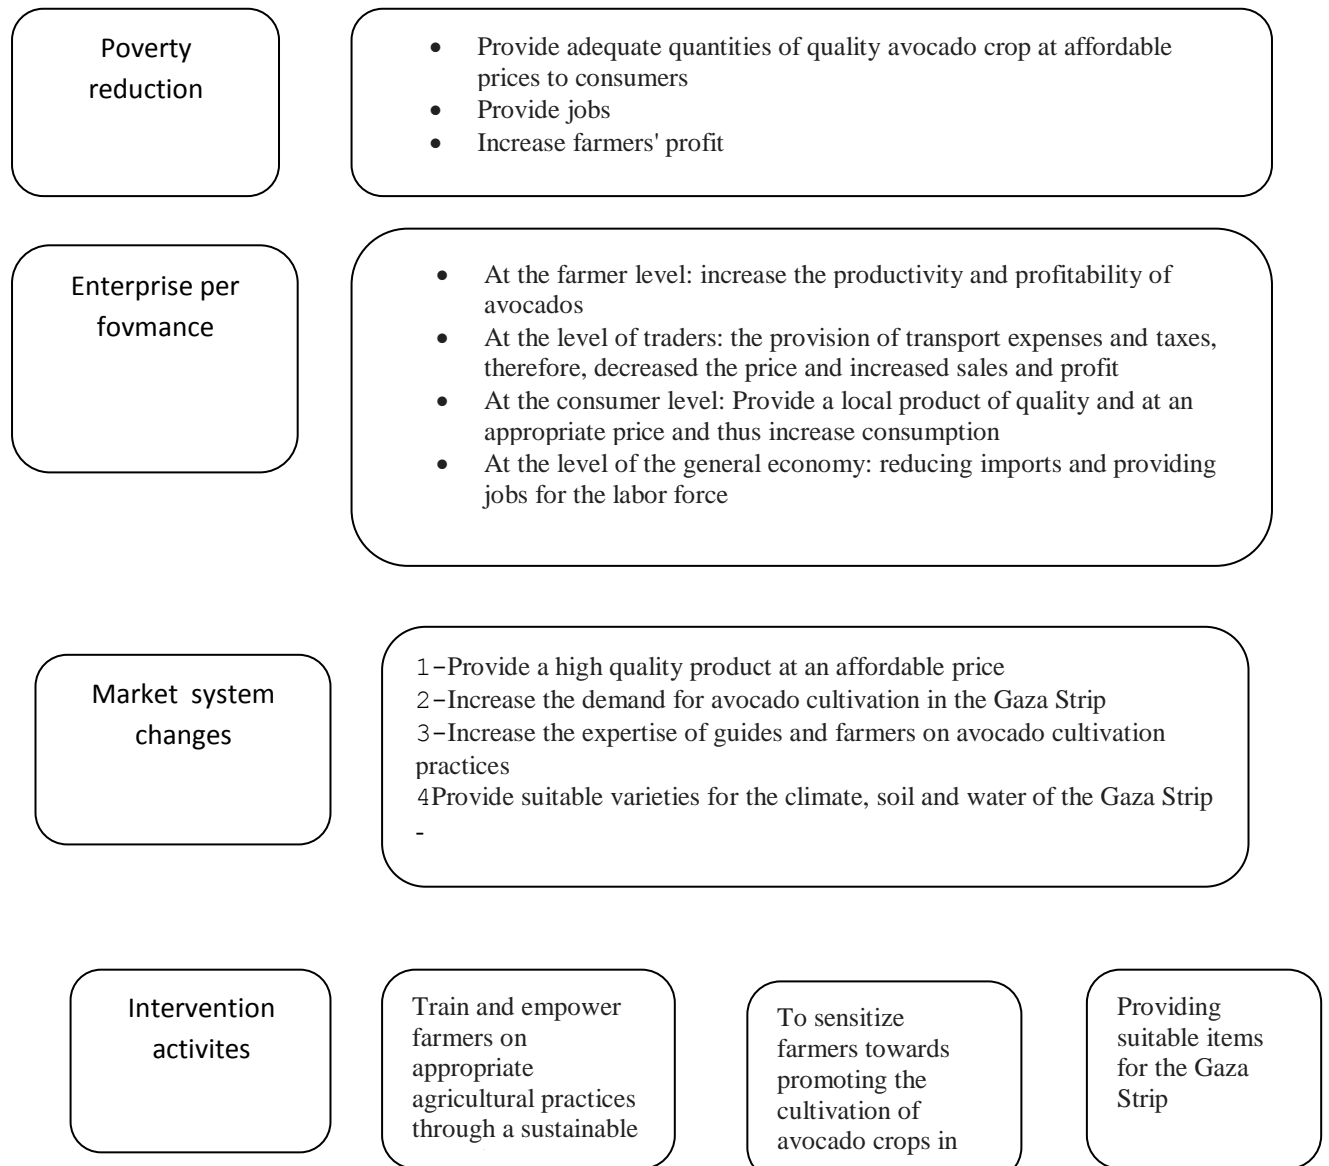 Poverty
reduction
• Provide adequate quantities of quality avocado crop at affordable
prices to consumers
• Provide jobs
• Increase farmers' profit
Enterprise per
fovmance
• At the farmer level: increase the productivity and profitability of
avocados
• At the level of traders: the provision of transport expenses and taxes,
therefore, decreased the price and increased sales and profit
• At the consumer level: Provide a local product of quality and at an
appropriate price and thus increase consumption
• At the level of the general economy: reducing imports and providing
jobs for the labor force
Market system
changes
1-Provide a high quality product at an affordable price
2-Increase the demand for avocado cultivation in the Gaza Strip
3-Increase the expertise of guides and farmers on avocado cultivation
practices
4Provide suitable varieties for the climate, soil and water of the Gaza Strip
-
Intervention
activites
Train and empower
farmers on
appropriate
agricultural practices
through a sustainable
To sensitize
farmers towards
promoting the
cultivation of
avocado crops in
Providing
suitable items
for the Gaza
Strip